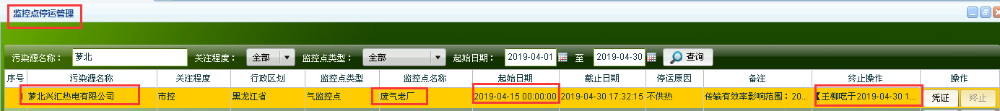 监控点停运管理
污染源名称： 萝北 关注程度： 全部 监控点类型： 全部 起始日期： 2019-04-01 至 2019-04-30 查询
序号 污染源名称 关注程度 行政区划 监控点类型 监控点名称 起始日期 截止日期 停运原因 备注 终止操作 操作
萝北兴汇热电有限公司 市控 黑龙江省 气监控点 废气老厂 2019-04-15 00:00:00 2019-04-30 17:32:15 不供热 传输有效率影响范围：20... 【王柳呓于2019-04-30 1... 凭证 终止